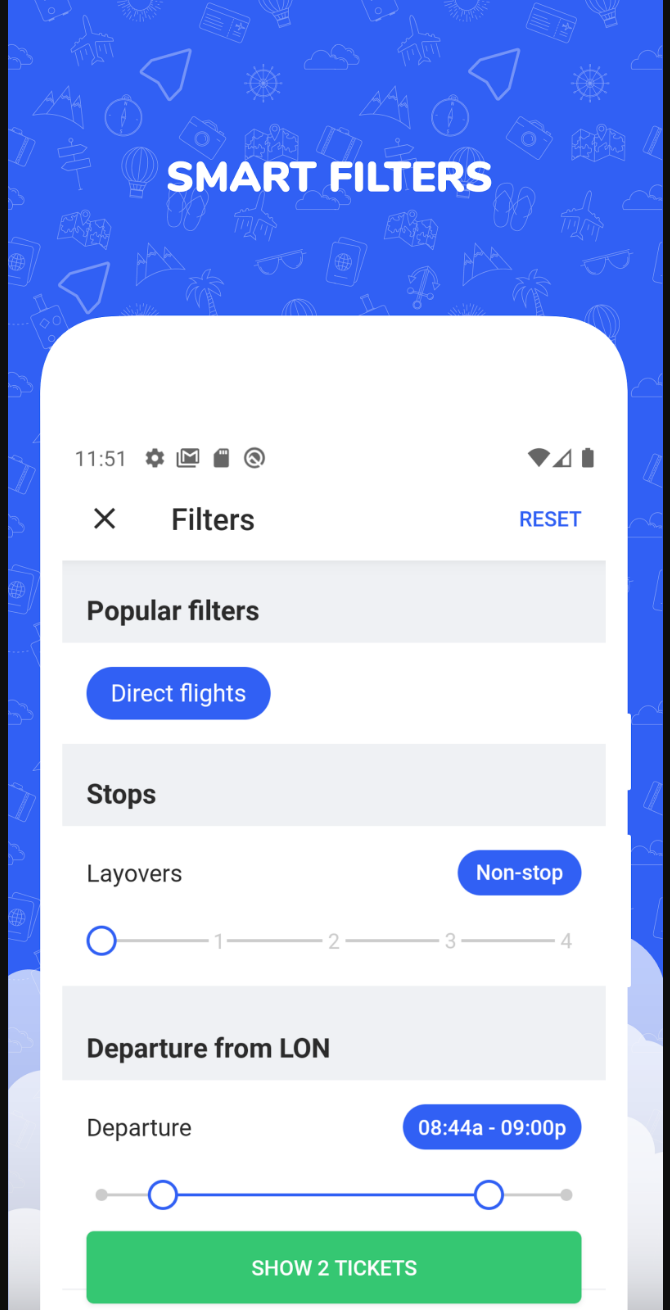 SMART FILTERS
11:51
Filters
RESET
Popular filters
Direct flights
Stops
Layovers
Non-stop
1 2 3 4
Departure from LON
Departure
08:44a - 09:00p
SHOW 2 TICKETS